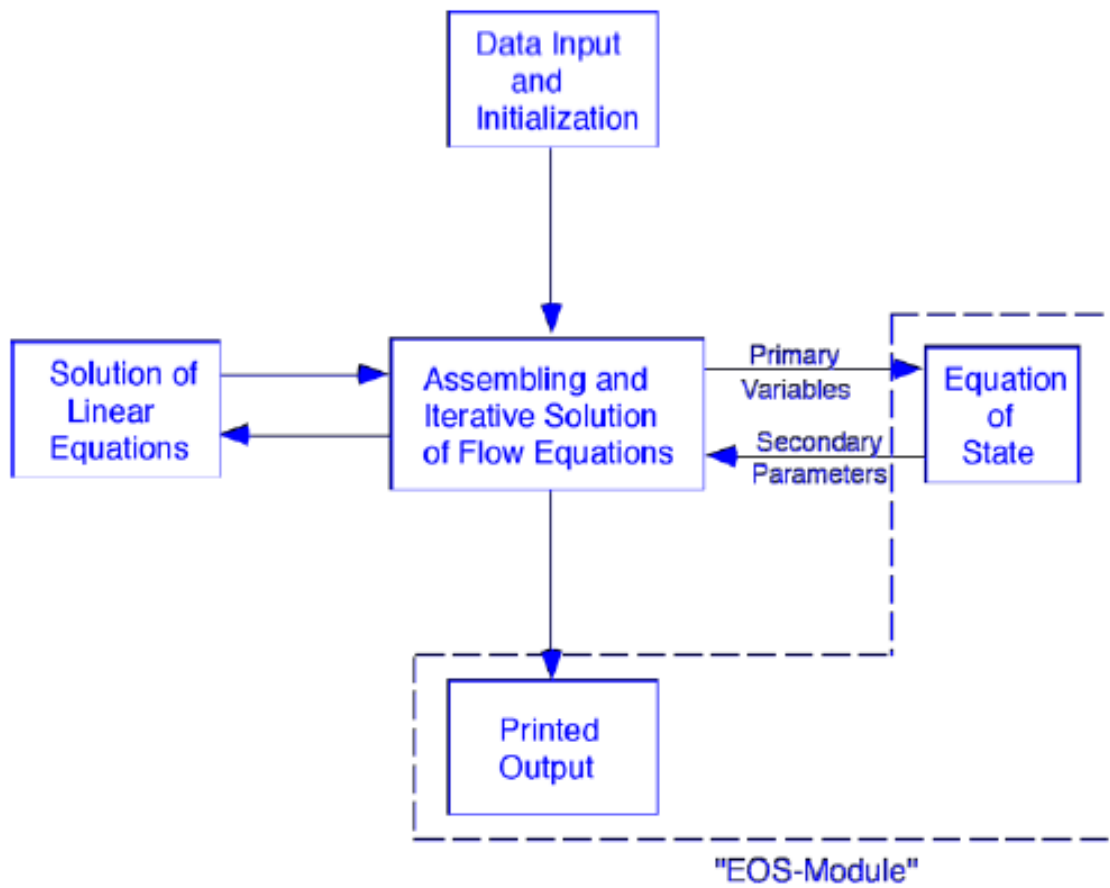 Data Input
and
Initialization
Solution of
Linear
Equations
Assembling and
Iterative Solution
of Flow Equations
Primary
Variables
Secondary
Parameters
Equation
of
State
Printed
Output
"EOS-Module"